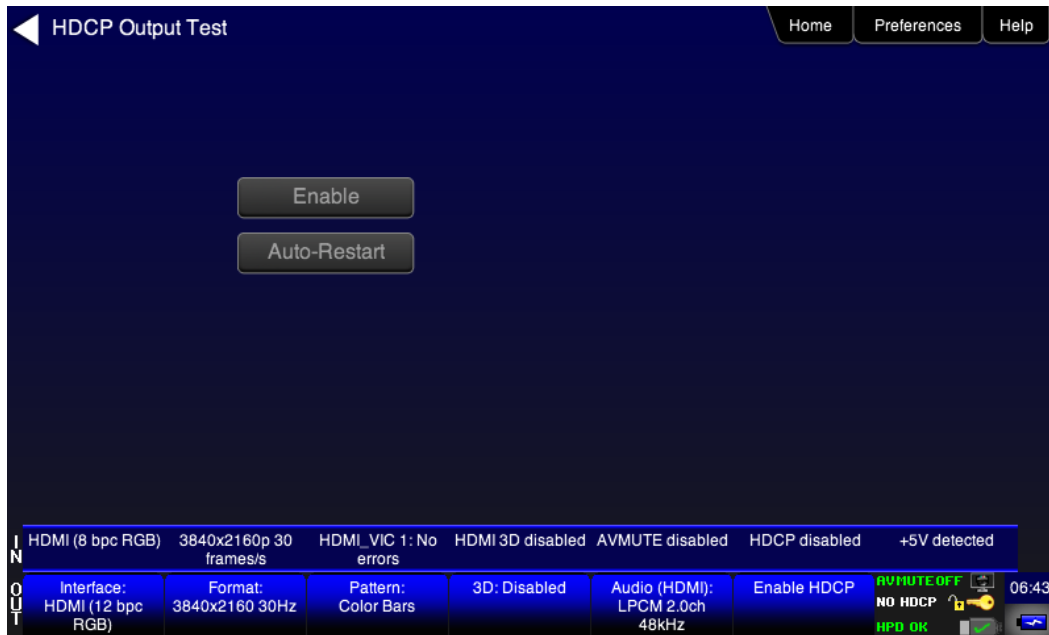 HDCP Output Test
Home
Preferences
Help
Enable
Auto-Restart
IN
HDMI (8 bpc RGB)
3840x2160p 30
frames/s
HDMI_VIC 1: No
errors
HDMI 3D disabled
AVMUTE disabled
HDCP disabled
+5V detected
OUT
Interface:
HDMI (12 bpc
RGB)
Format:
3840x2160 30Hz
Pattern:
Color Bars
3D: Disabled
Audio (HDMI):
LPCM 2.0ch
48kHz
Enable HDCP
AVMUTEOFF
NO HDCP
HPD OK
06:43